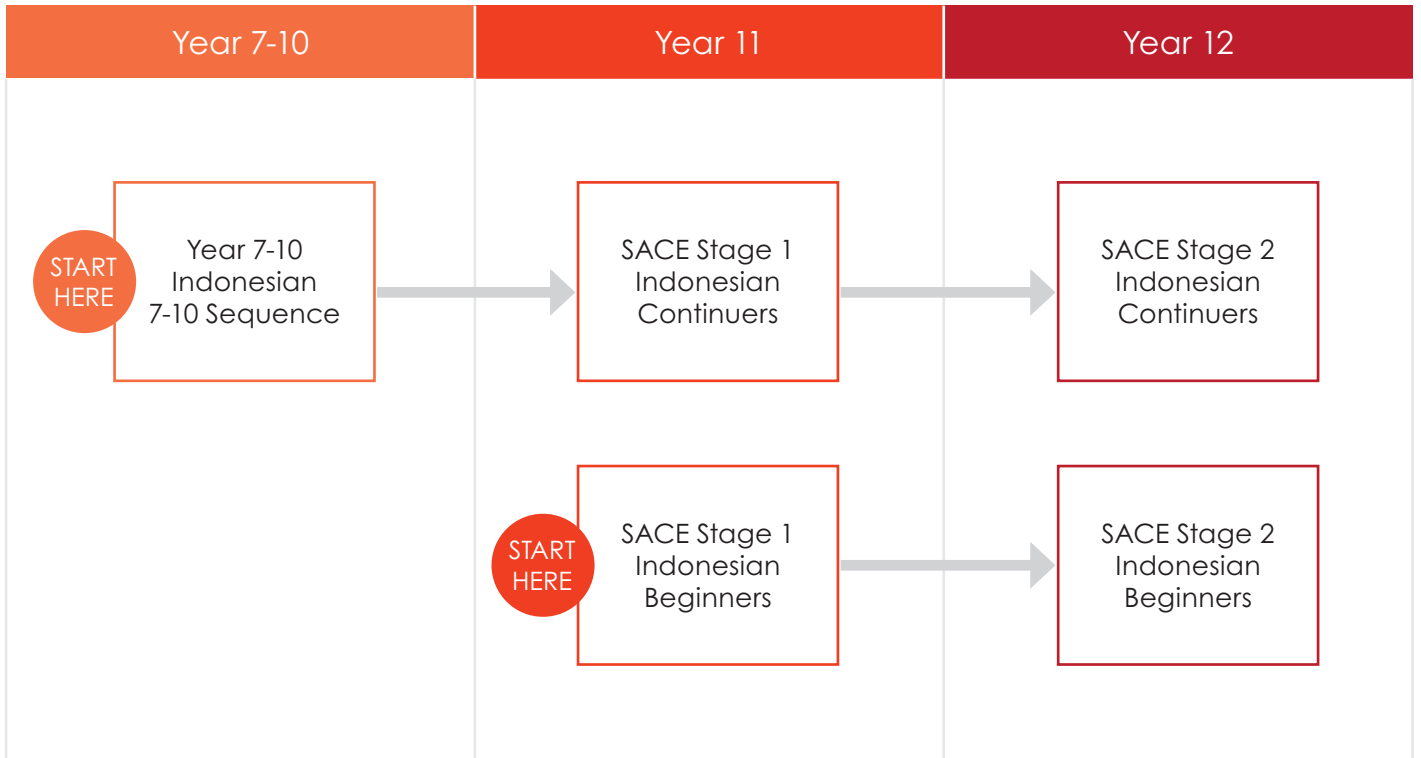 Year 7-10
Year 11
Year 12
START
HERE
Year 7-10
Indonesian
7-10 Sequence
SACE Stage 1
Indonesian
Continuers
SACE Stage 2
Indonesian
Continuers
START
HERE
SACE Stage 1
Indonesian
Beginners
SACE Stage 2
Indonesian
Beginners